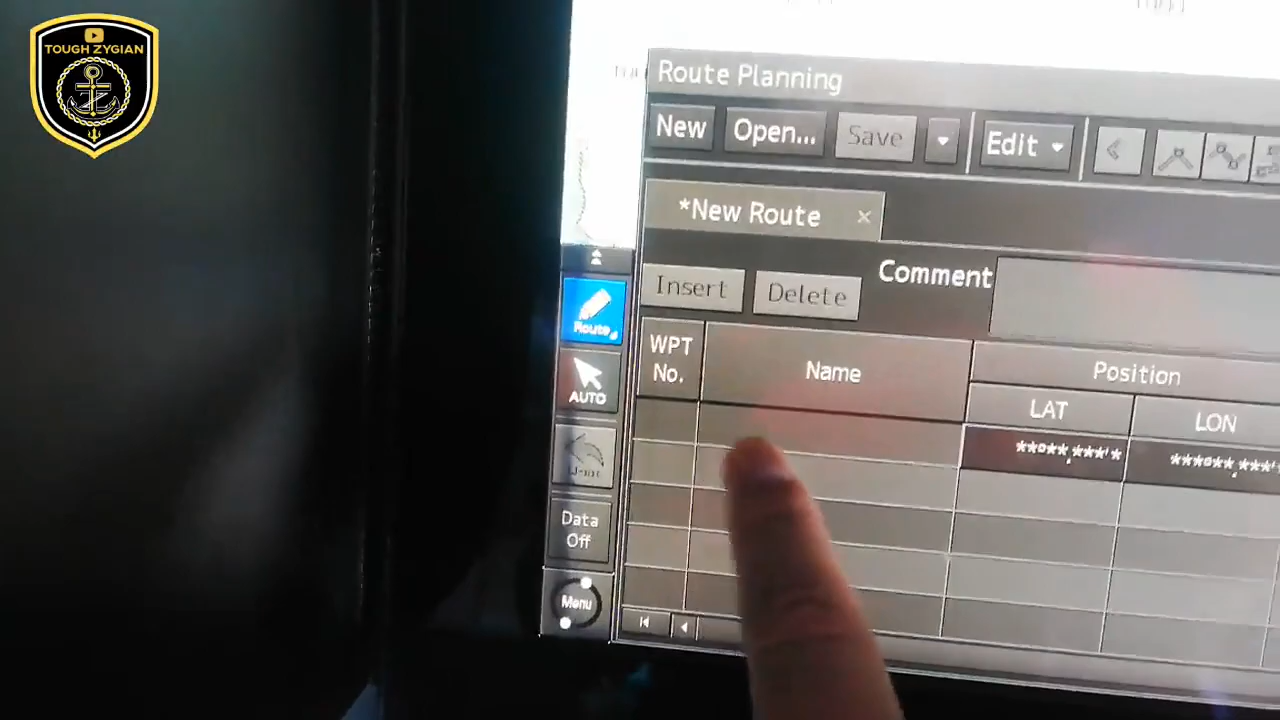 TOUGH ZYGIAN
Route Planning
New Open... Save Edit
*New Route ×
Insert Delete Comment
Route
WPT No. Name Position
LAT LON
AUTO
**°**.***'* ***°**.***'
Data Off
Menu